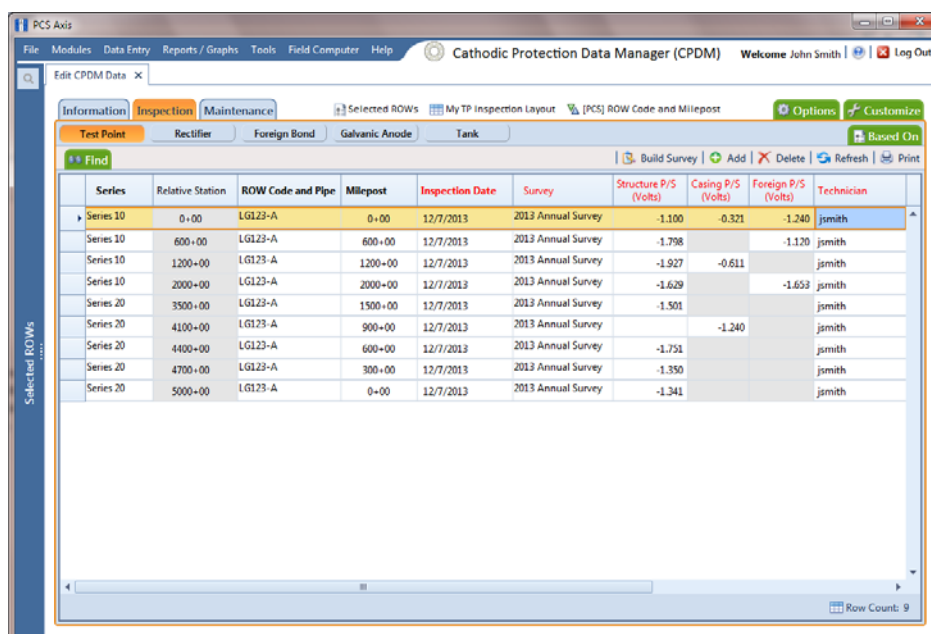 PCS Axis
File Modules Data Entry Reports / Graphs Tools Field Computer Help Cathodic Protection Data Manager (CPDM) Welcome John Smith Log Out
Edit CPDM Data
Information Inspection Maintenance Selected ROWs My TP Inspection Layout [PCS] ROW Code and Milepost Options Customize
Test Point Rectifier Foreign Bond Galvanic Anode Tank Based On
Find Build Survey Add Delete Refresh Print
Series Relative Station ROW Code and Pipe Milepost Inspection Date Survey Structure P/S (Volts) Casing P/S (Volts) Foreign P/S (Volts) Technician
Series 10 0+00 LG123-A 0+00 12/7/2013 2013 Annual Survey -1.100 -0.321 -1.240 jsmith
Series 10 600+00 LG123-A 600+00 12/7/2013 2013 Annual Survey -1.798 -1.120 jsmith
Series 10 1200+00 LG123-A 1200+00 12/7/2013 2013 Annual Survey -1.927 -0.611 jsmith
Series 10 2000+00 LG123-A 2000+00 12/7/2013 2013 Annual Survey -1.629 -1.653 jsmith
Series 20 3500+00 LG123-A 1500+00 12/7/2013 2013 Annual Survey -1.501 jsmith
Series 20 4100+00 LG123-A 900+00 12/7/2013 2013 Annual Survey -1.240 jsmith
Series 20 4400+00 LG123-A 600+00 12/7/2013 2013 Annual Survey -1.751 jsmith
Series 20 4700+00 LG123-A 300+00 12/7/2013 2013 Annual Survey -1.350 jsmith
Series 20 5000+00 LG123-A 0+00 12/7/2013 2013 Annual Survey -1.341 jsmith
Selected ROWs
Row Count: 9